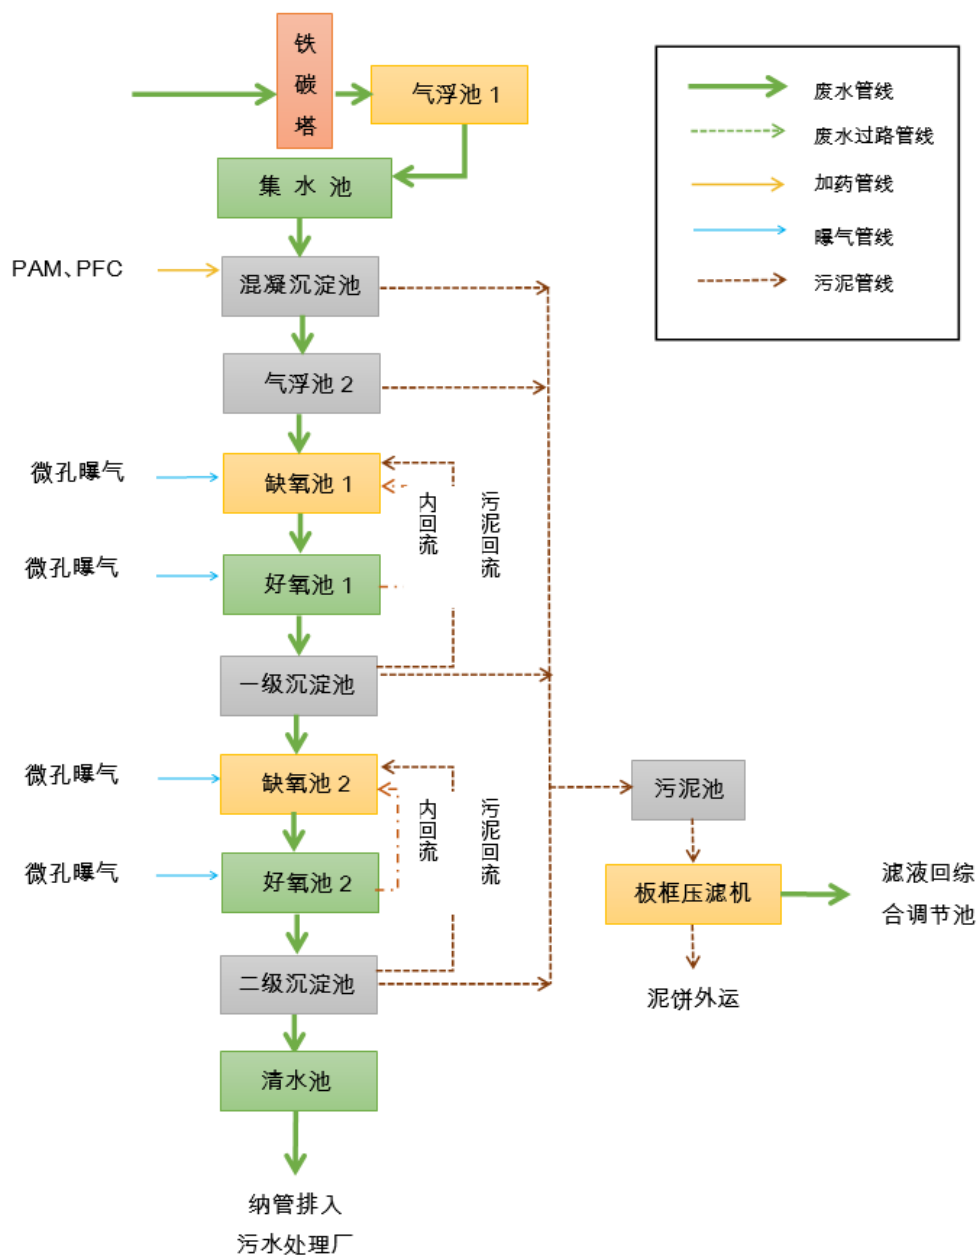 铁
碳
塔
气浮池 1
集 水 池
PAM、PFC
混凝沉淀池
气浮池 2
微孔曝气
缺氧池 1
内回流
污泥回流
微孔曝气
好氧池 1
一级沉淀池
微孔曝气
缺氧池 2
内回流
污泥回流
微孔曝气
好氧池 2
二级沉淀池
清水池
纳管排入
污水处理厂
污泥池
板框压滤机
滤液回综
合调节池
泥饼外运
废水管线
废水过路管线
加药管线
曝气管线
污泥管线